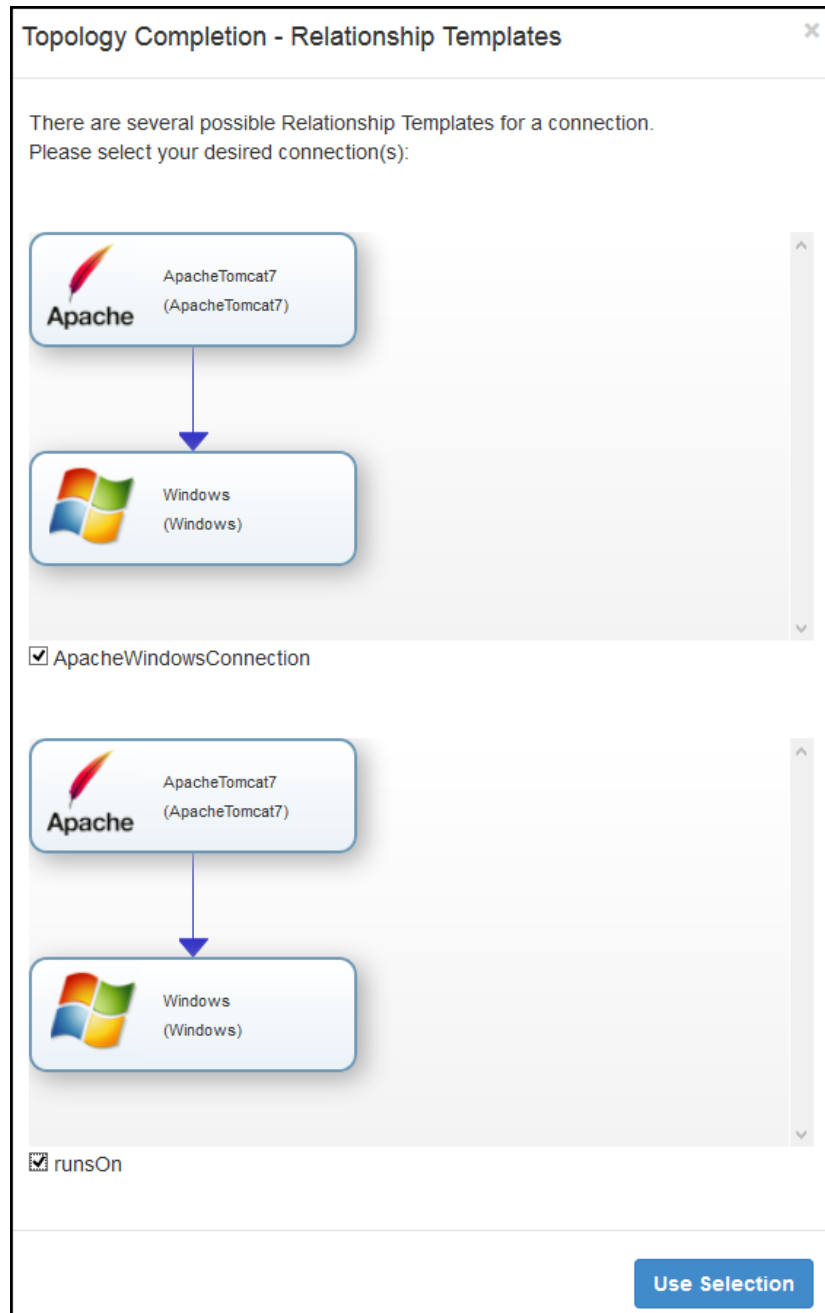 Topology Completion - Relationship Templates
×
There are several possible Relationship Templates for a connection.
Please select your desired connection(s):
Apache
ApacheTomcat7
(ApacheTomcat7)
Windows
(Windows)
ApacheWindowsConnection
Apache
ApacheTomcat7
(ApacheTomcat7)
Windows
(Windows)
runsOn
Use Selection